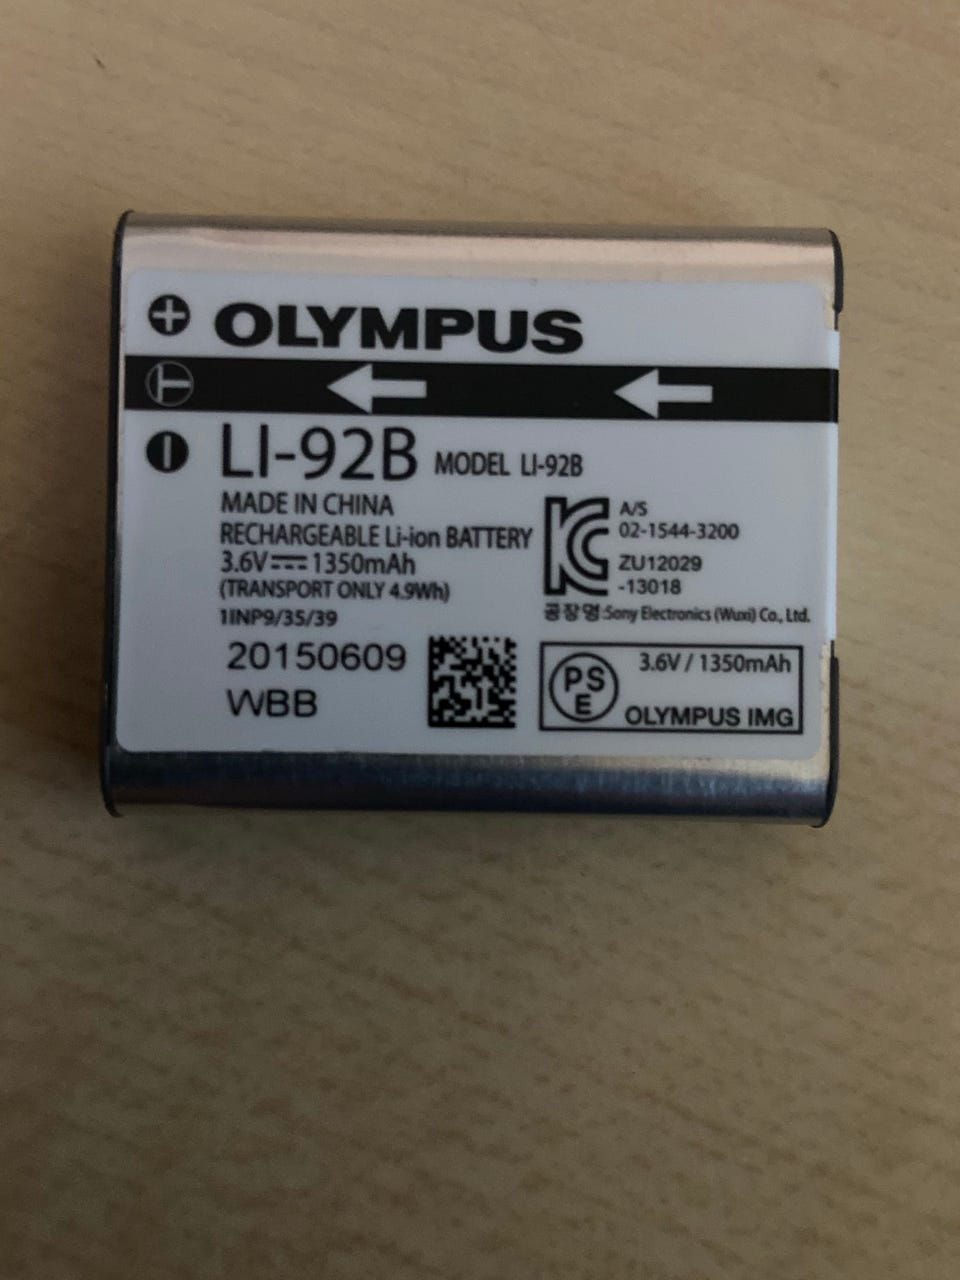 OLYMPUS
LI-92B MODEL LI-92B
MADE IN CHINA
RECHARGEABLE Li-ion BATTERY
3.6V⎓1350mAh
(TRANSPORT ONLY 4.9Wh)
1INP9/35/39
20150609
WBB
A/S
02-1544-3200
ZU12029
-13018
공장명:Sony Electronics (Wuxi) Co., Ltd.
PS
E
3.6V / 1350mAh
OLYMPUS IMG